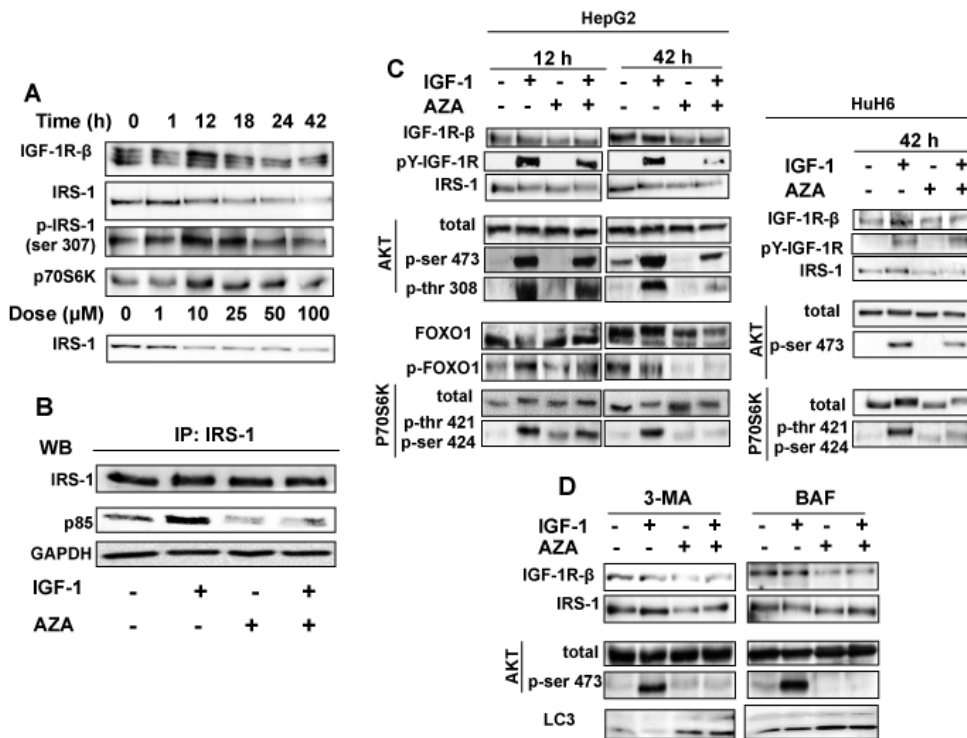 A
Time (h) 0 1 12 18 24 42
IGF-1R-β
IRS-1
p-IRS-1
(ser 307)
p70S6K
Dose (µM) 0 1 10 25 50 100
IRS-1
B
IP: IRS-1
WB
IRS-1
p85
GAPDH
IGF-1 - + - +
AZA - - + +
C
HepG2
12 h 42 h
IGF-1 - + - + - + - +
AZA - - + + - - + +
IGF-1R-β
pY-IGF-1R
IRS-1
AKT
total
p-ser 473
p-thr 308
FOXO1
p-FOXO1
P70S6K
total
p-thr 421
p-ser 424
HuH6
42 h
IGF-1 - + - +
AZA - - + +
IGF-1R-β
pY-IGF-1R
IRS-1
AKT
total
p-ser 473
P70S6K
total
p-thr 421
p-ser 424
D
3-MA BAF
IGF-1 - + - + - + - +
AZA - - + + - - + +
IGF-1R-β
IRS-1
AKT
total
p-ser 473
LC3